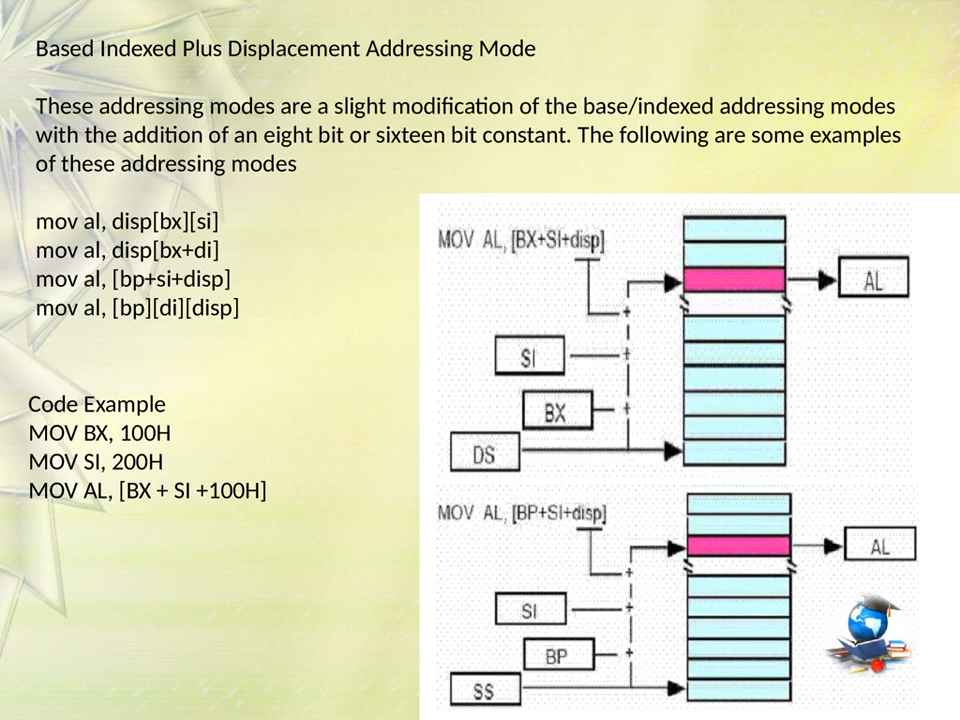 Based Indexed Plus Displacement Addressing Mode
These addressing modes are a slight modification of the base/indexed addressing modes
with the addition of an eight bit or sixteen bit constant. The following are some examples
of these addressing modes
mov al, disp[bx][si]
mov al, disp[bx+di]
mov al, [bp+si+disp]
mov al, [bp][di][disp]
Code Example
MOV BX, 100H
MOV SI, 200H
MOV AL, [BX + SI +100H]
MOV AL, [BX+SI+disp]
AL
+
SI
+
BX
+
DS
MOV AL, [BP+SI+disp]
AL
+
SI
+
BP
+
SS